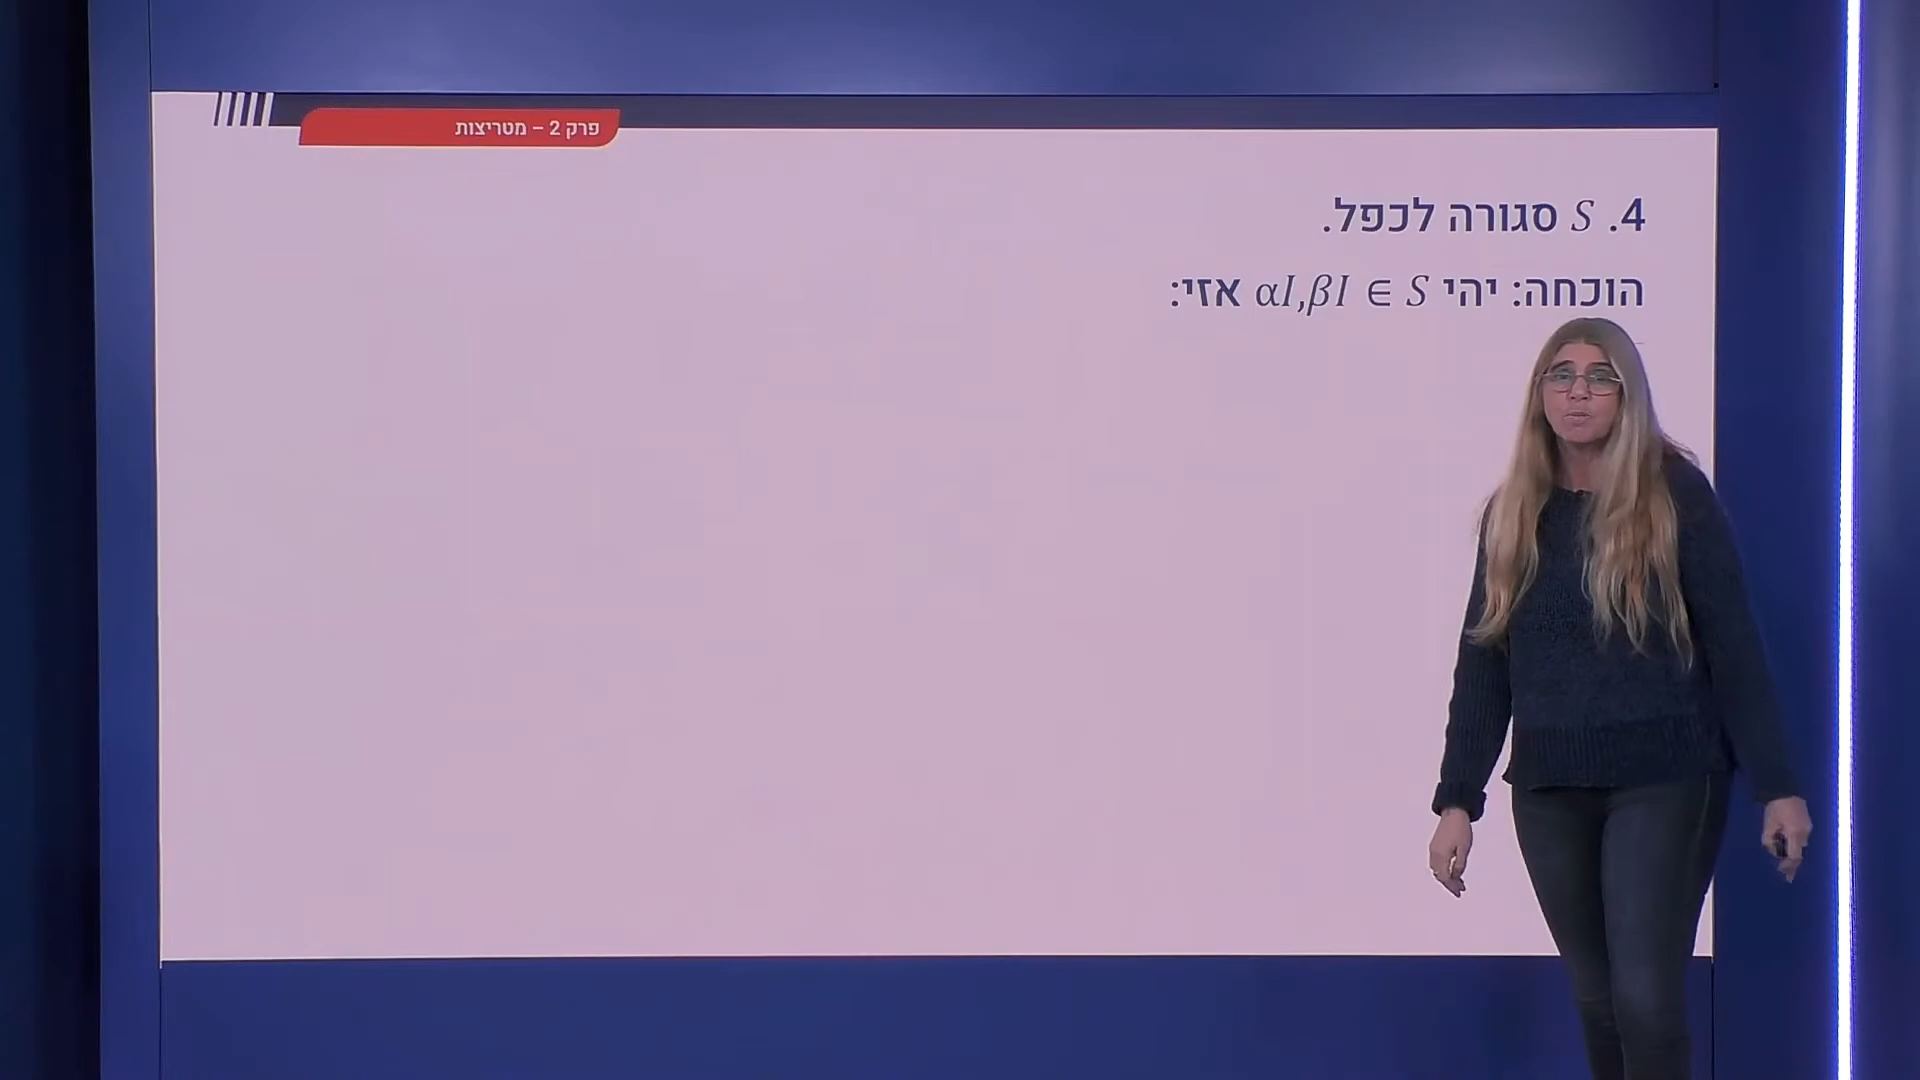 פרק 2 – מטריצות
4. S סגורה לכפל.
הוכחה: יהי αI,βI ∈ S אזי: